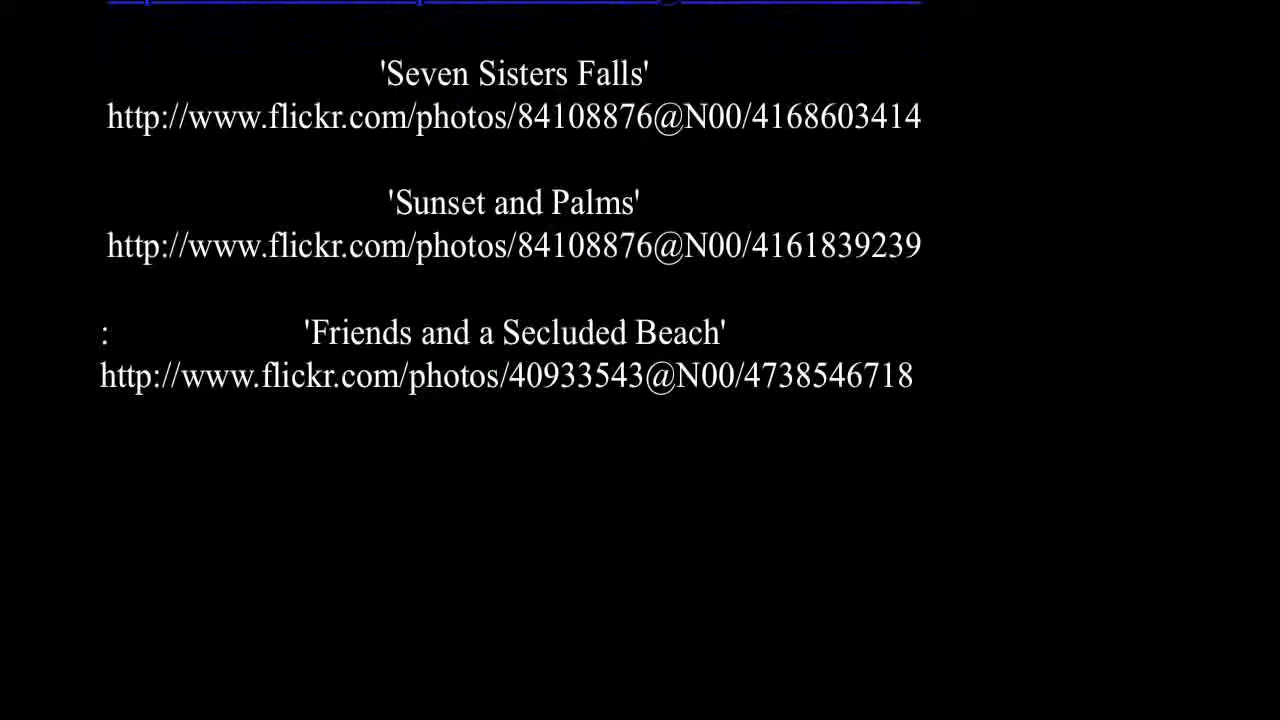 'Seven Sisters Falls'
http://www.flickr.com/photos/84108876@N00/4168603414
'Sunset and Palms'
http://www.flickr.com/photos/84108876@N00/4161839239
: 'Friends and a Secluded Beach'
http://www.flickr.com/photos/40933543@N00/4738546718